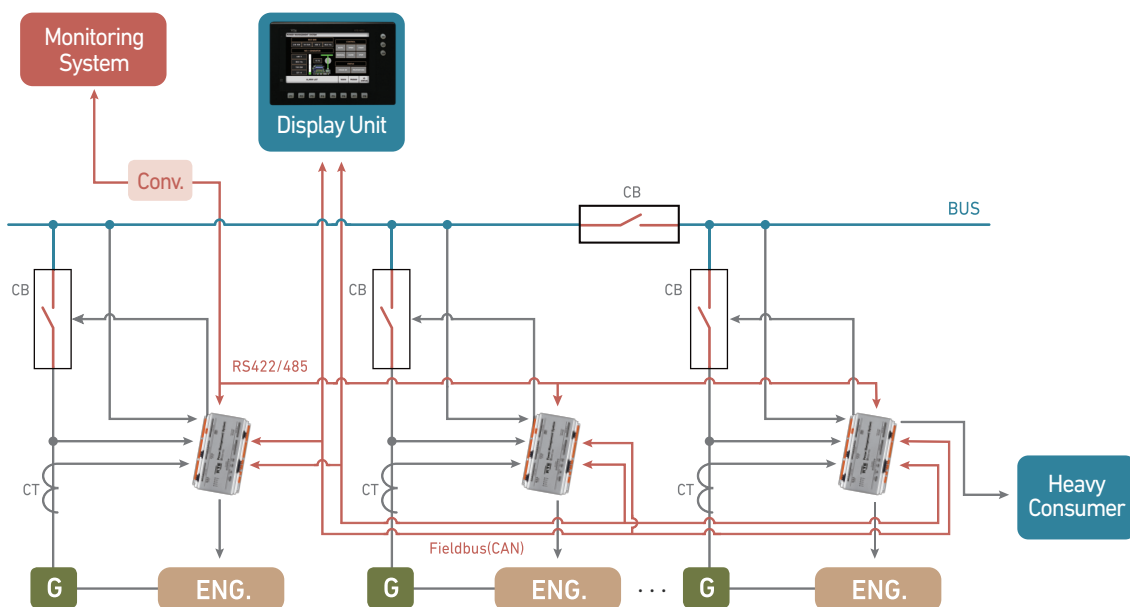 Monitoring
System
Display Unit
Conv.
CB
BUS
CB
CB
CB
RS422/485
CT
CT
CT
Heavy
Consumer
Fieldbus(CAN)
G
ENG.
G
ENG.
...
G
ENG.